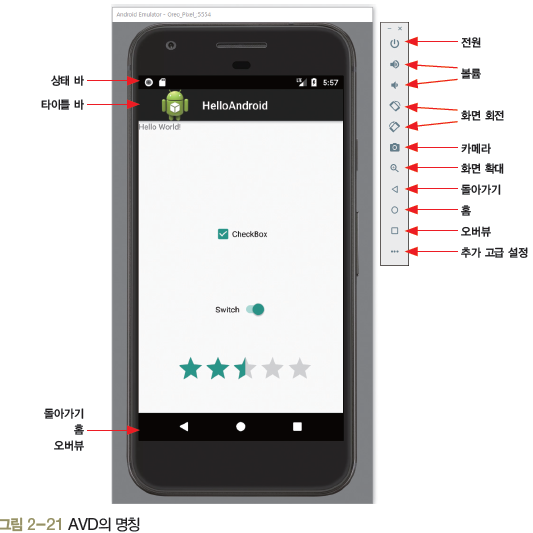 Android Emulator - Oreo_Pixel_5554
상태 바
타이틀 바
5:57
HelloAndroid
Hello World!
CheckBox
Switch
돌아가기
홈
오버뷰
전원
볼륨
화면 회전
카메라
화면 확대
돌아가기
홈
오버뷰
추가 고급 설정
그림 2-21 AVD의 명칭